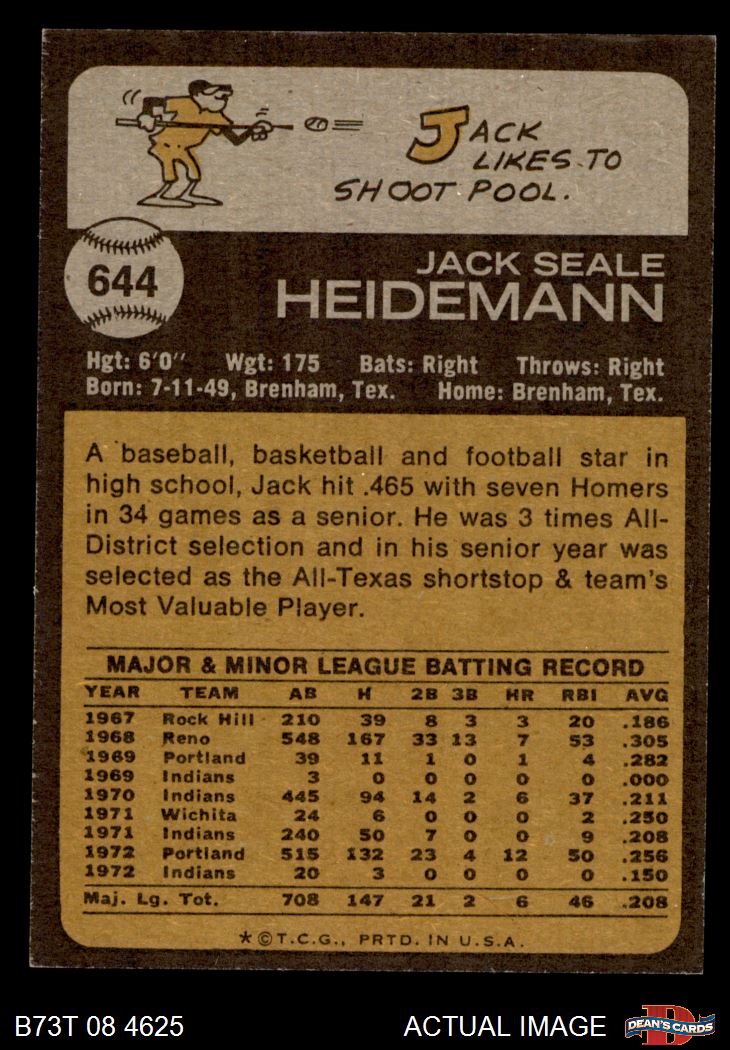 JACK
LIKES TO
SHOOT POOL.
644
JACK SEALE
HEIDEMANN
Hgt: 6'0" Wgt: 175 Bats: Right Throws: Right
Born: 7-11-49, Brenham, Tex. Home: Brenham, Tex.
A baseball, basketball and football star in
high school, Jack hit .465 with seven Homers
in 34 games as a senior. He was 3 times All-
District selection and in his senior year was
selected as the All-Texas shortstop & team's
Most Valuable Player.
MAJOR & MINOR LEAGUE BATTING RECORD
YEAR TEAM AB H 2B 3B HR RBI AVG
1967 Rock Hill 210 39 8 3 3 20 .186
1968 Reno 548 167 33 13 7 53 .305
1969 Portland 39 11 1 0 1 4 .282
1969 Indians 3 0 0 0 0 0 .000
1970 Indians 445 94 14 2 6 37 .211
1971 Wichita 24 6 0 0 0 2 .250
1971 Indians 240 50 7 0 0 9 .208
1972 Portland 515 132 23 4 12 50 .256
1972 Indians 20 3 0 0 0 0 .150
Maj. Lg. Tot. 708 147 21 2 6 46 .208
*©T.C.G., PRTD. IN U.S.A.
B73T 08 4625 ACTUAL IMAGE D DEAN'S CARDS